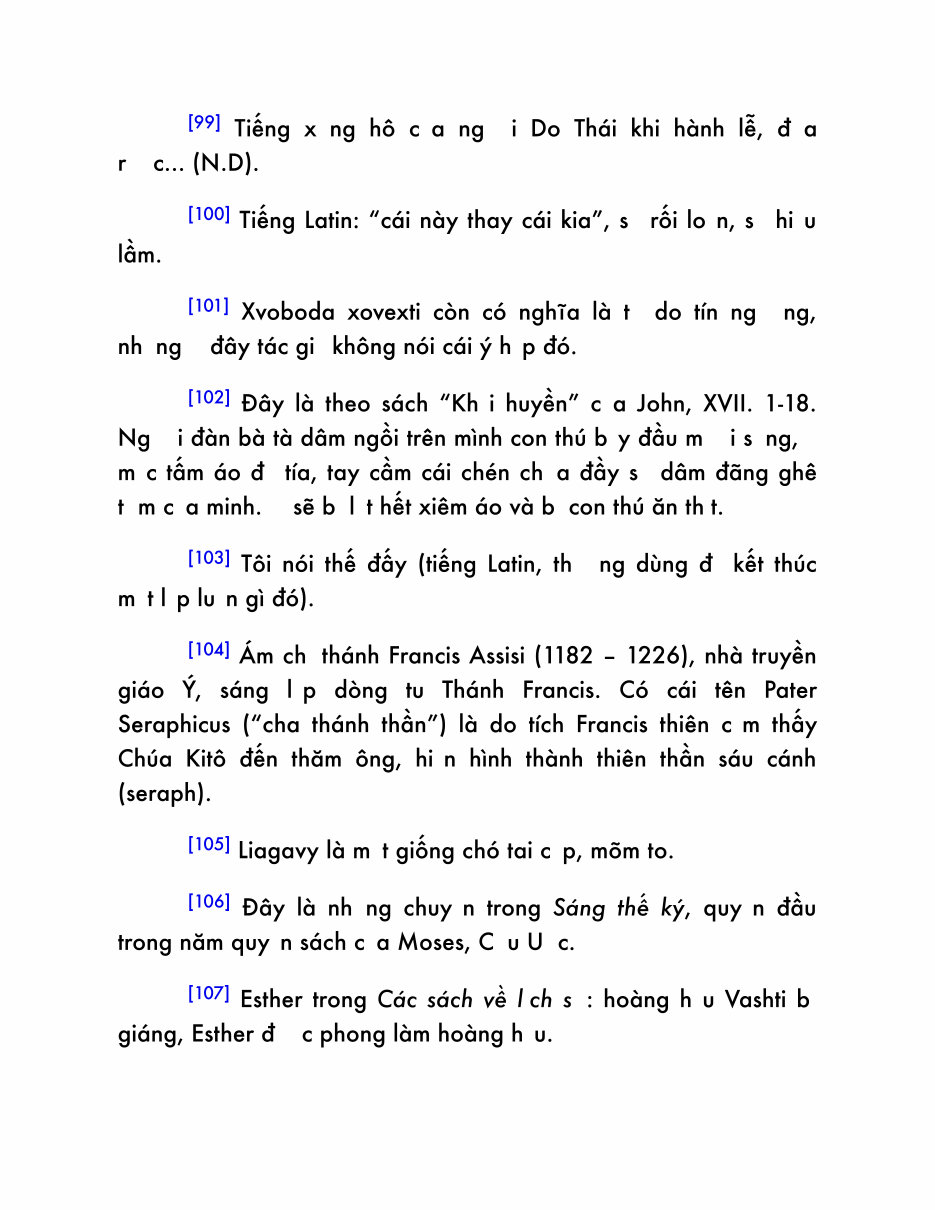 [99] Tiếng x ng hô c a ng i Do Thái khi hành lễ, đ a
r c... (N.D).
[100] Tiếng Latin: “cái này thay cái kia”, s rối lo n, s hi u
lầm.
[101] Xvoboda xovexti còn có nghĩa là t do tín ng ng,
nh ng đây tác gi không nói cái ý h p đó.
[102] Đây là theo sách “Kh i huyền” c a John, XVII. 1-18.
Ng i đàn bà tà dâm ngồi trên mình con thú b y đầu m i s ng,
m c tấm áo đ tía, tay cầm cái chén ch a đầy s dâm đãng ghê
t m c a minh. sẽ b l t hết xiêm áo và b con thú ăn th t.
[103] Tôi nói thế đấy (tiếng Latin, th ng dùng đ kết thúc
m t l p lu n gì đó).
[104] Ám ch thánh Francis Assisi (1182 – 1226), nhà truyền
giáo Ý, sáng l p dòng tu Thánh Francis. Có cái tên Pater
Seraphicus (“cha thánh thần”) là do tích Francis thiên c m thấy
Chúa Kitô đến thăm ông, hi n hình thành thiên thần sáu cánh
(seraph).
[105] Liagavy là m t giống chó tai c p, mõm to.
[106] Đây là nh ng chuy n trong Sáng thế ký, quy n đầu
trong năm quy n sách c a Moses, C u U c.
[107] Esther trong Các sách về l ch s : hoàng h u Vashti b
giáng, Esther đ c phong làm hoàng h u.